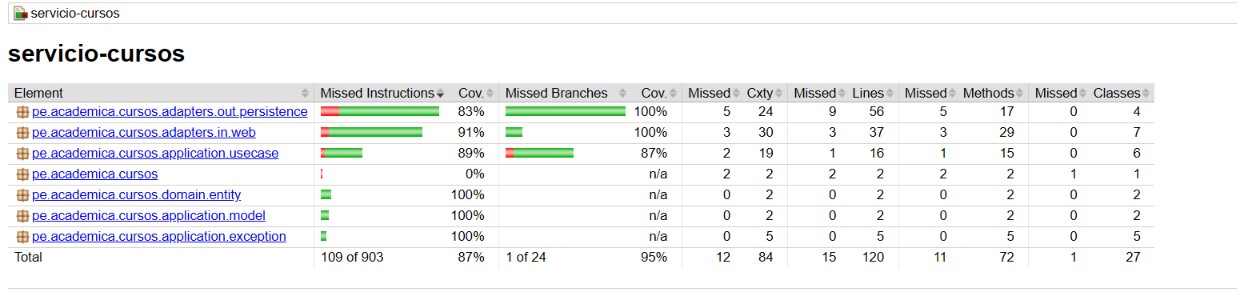 servicio-cursos
servicio-cursos
Element Missed Instructions Cov. Missed Branches Cov. Missed Cxty Missed Lines Missed Methods Missed Classes
pe.academica.cursos.adapters.out.persistence 83% 100% 5 24 9 56 5 17 0 4
pe.academica.cursos.adapters.in.web 91% 100% 3 30 3 37 3 29 0 7
pe.academica.cursos.application.usecase 89% 87% 2 19 1 16 1 15 0 6
pe.academica.cursos 0% n/a 2 2 2 2 2 2 1 1
pe.academica.cursos.domain.entity 100% n/a 0 2 0 2 0 2 0 2
pe.academica.cursos.application.model 100% n/a 0 2 0 2 0 2 0 2
pe.academica.cursos.application.exception 100% n/a 0 5 0 5 0 5 0 5
Total 109 of 903 87% 1 of 24 95% 12 84 15 120 11 72 1 27